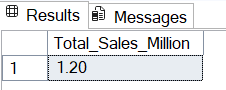 Results Messages
Total_Sales_Million
1 1.20